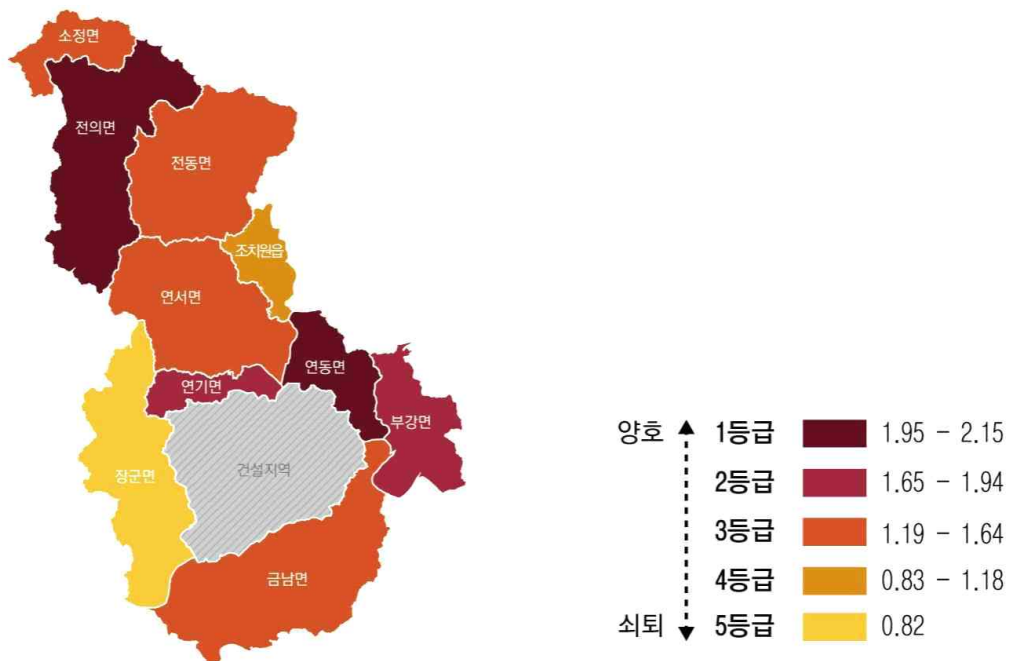 소정면
전의면
전동면
조치원읍
연서면
연동면
연기면
부강면
건설지역
장군면
금남면
양호 1등급 1.95 - 2.15
2등급 1.65 - 1.94
3등급 1.19 - 1.64
4등급 0.83 - 1.18
쇠퇴 5등급 0.82